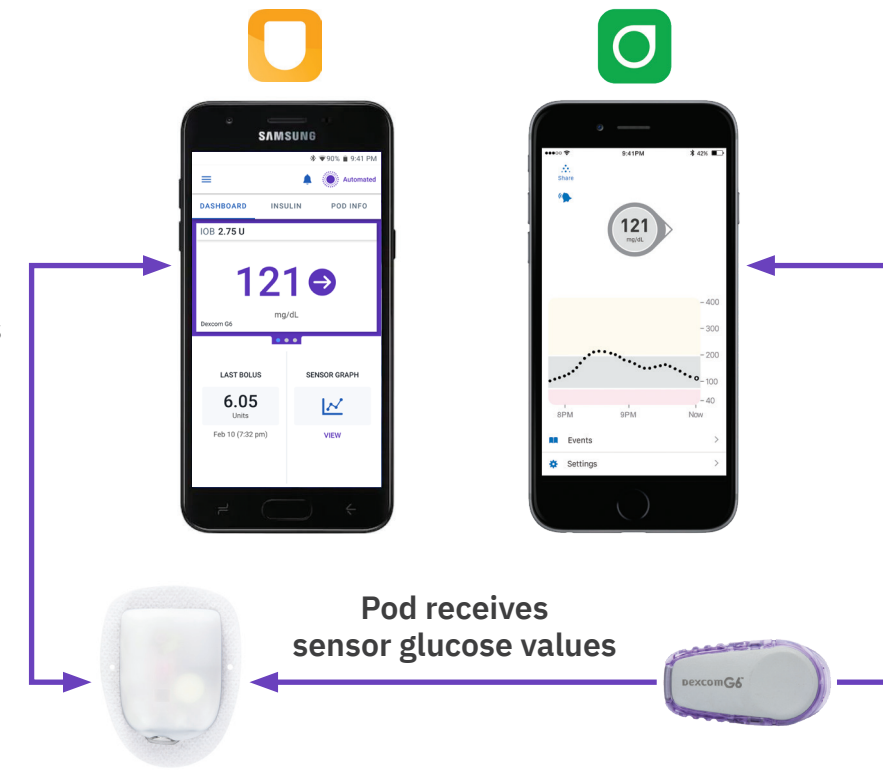 SAMSUNG
90% 9:41 PM
Automated
DASHBOARD INSULIN POD INFO
IOB 2.75 U
121
mg/dL
Dexcom G6
LAST BOLUS SENSOR GRAPH
6.05
Units
Feb 10 (7:32 pm) VIEW
9:41PM 42%
Share
121
mg/dL
400
300
200
100
40
8PM 9PM Now
Events
Settings
Pod receives
sensor glucose values
DEXCOM G6